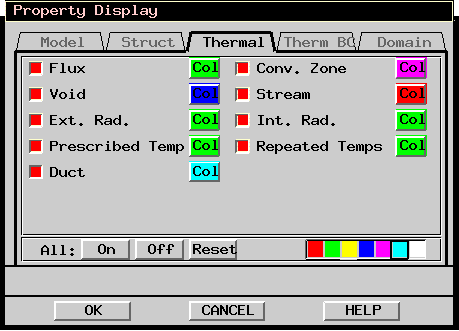 Property Display
Model Struct Thermal Therm BC Domain
Flux Col Conv. Zone Col
Void Col Stream Col
Ext. Rad. Col Int. Rad. Col
Prescribed Temp Col Repeated Temps Col
Duct Col
All: On Off Reset
OK CANCEL HELP